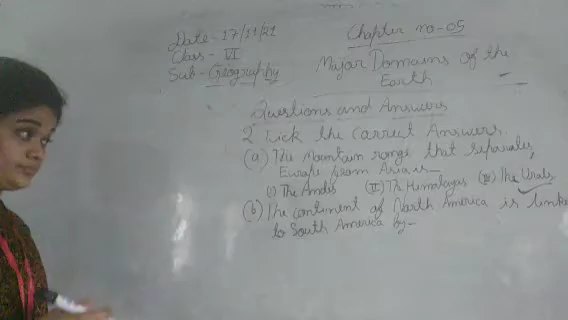 Date - 17/11/21
Class - VI
Sub - Geography
Chapter no - 05
Major Domains of the
Earth
Questions and Answers
2 Tick the correct Answers.
(a) The Mountain range that separates
Europe from Asia is -
(i) The Andes (II) The Himalayas (III) The Urals
(b) The continent of North America is linke
to South America by -